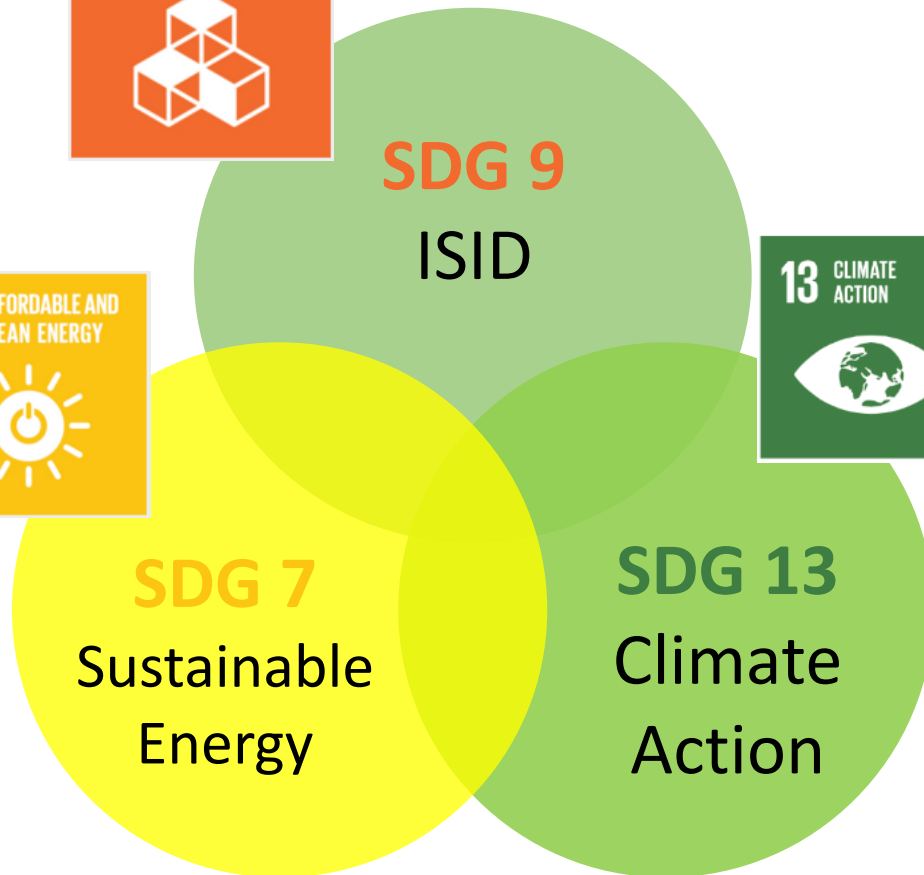 SDG 9
ISID
13 CLIMATE
ACTION
FORDABLE AND
EAN ENERGY
SDG 7
Sustainable
Energy
SDG 13
Climate
Action